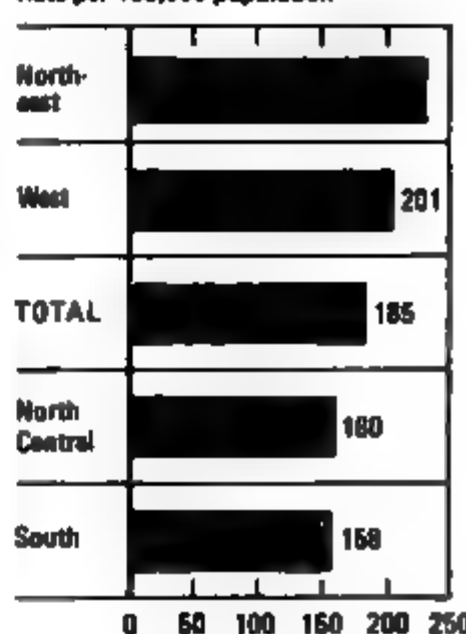 per 100,000 population
North-
east
West
201
TOTAL
185
North
Central
160
South
158
0 50 100 150 200 250